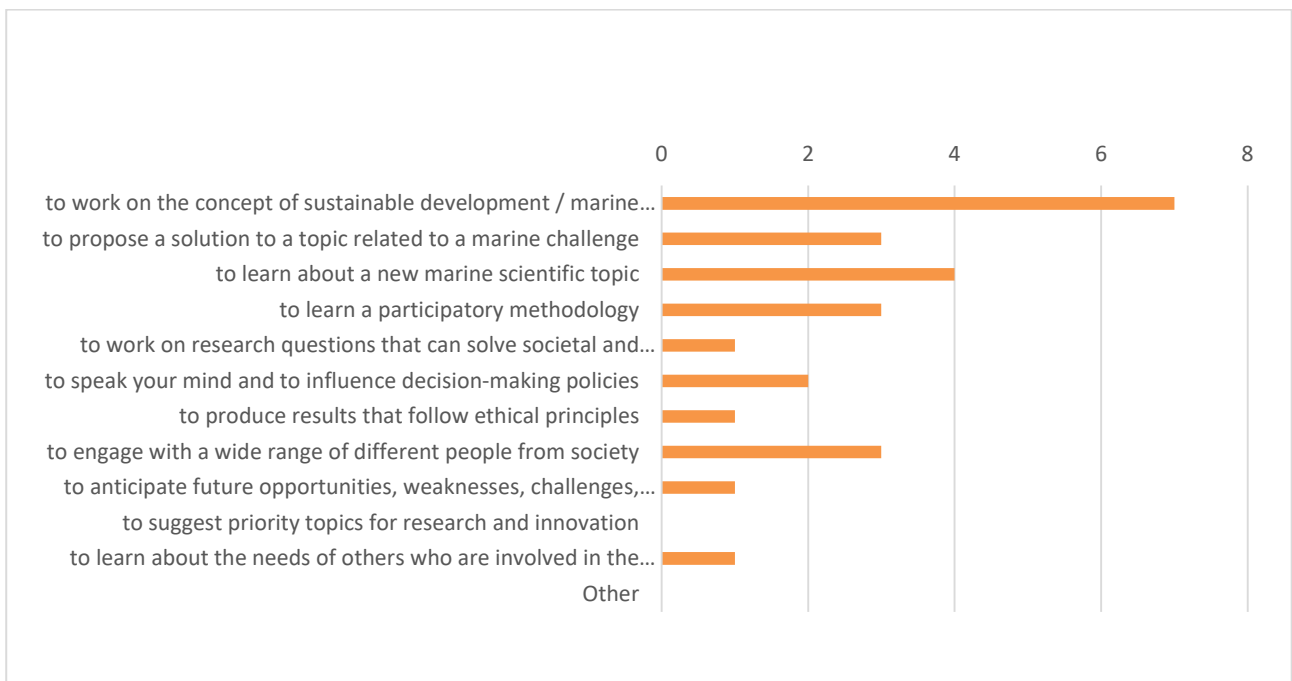 0 2 4 6 8
to work on the concept of sustainable development / marine…
to propose a solution to a topic related to a marine challenge
to learn about a new marine scientific topic
to learn a participatory methodology
to work on research questions that can solve societal and…
to speak your mind and to influence decision-making policies
to produce results that follow ethical principles
to engage with a wide range of different people from society
to anticipate future opportunities, weaknesses, challenges,…
to suggest priority topics for research and innovation
to learn about the needs of others who are involved in the…
Other